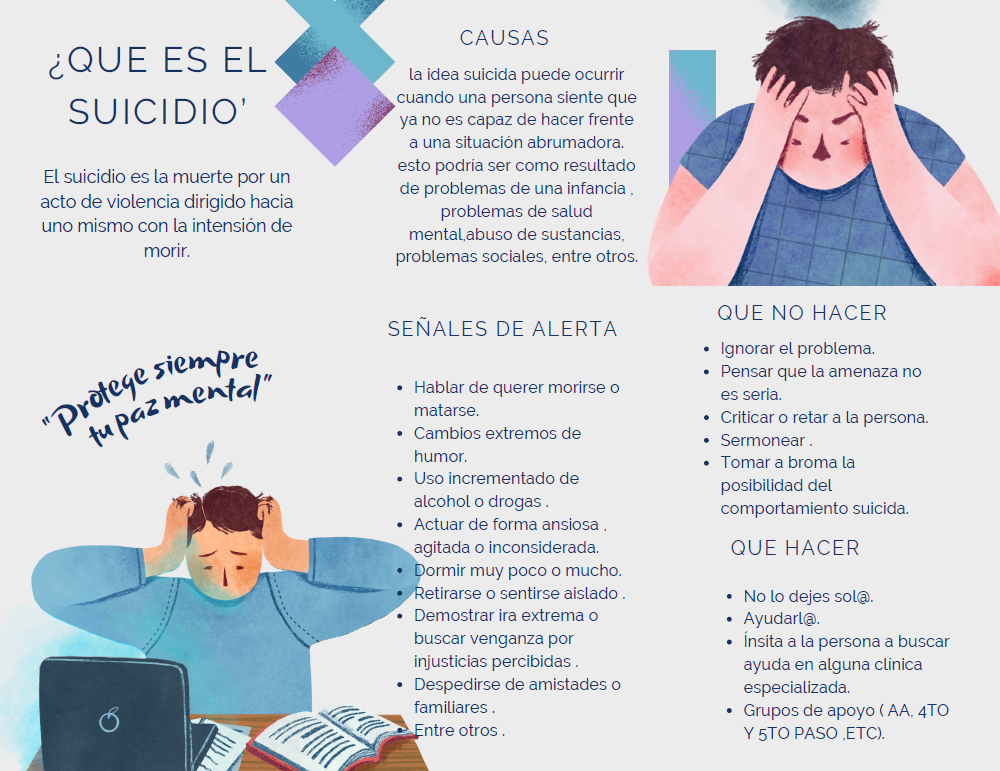 ¿QUE ES EL
SUICIDIO’
El suicidio es la muerte por un
acto de violencia dirigido hacia
uno mismo con la intensión de
morir.
"Protege siempre
tu paz mental"
CAUSAS
la idea suicida puede ocurrir
cuando una persona siente que
ya no es capaz de hacer frente
a una situación abrumadora.
esto podría ser como resultado
de problemas de una infancia ,
problemas de salud
mental,abuso de sustancias,
problemas sociales, entre otros.
SEÑALES DE ALERTA
• Hablar de querer morirse o
matarse.
• Cambios extremos de
humor.
• Uso incrementado de
alcohol o drogas .
• Actuar de forma ansiosa ,
agitada o inconsiderada.
• Dormir muy poco o mucho.
• Retirarse o sentirse aislado .
• Demostrar ira extrema o
buscar venganza por
injusticias percibidas .
• Despedirse de amistades o
familiares .
• Entre otros .
QUE NO HACER
• Ignorar el problema.
• Pensar que la amenaza no
es seria.
• Criticar o retar a la persona.
• Sermonear .
• Tomar a broma la
posibilidad del
comportamiento suicida.
QUE HACER
• No lo dejes sol@.
• Ayudarl@.
• Ínsita a la persona a buscar
ayuda en alguna clínica
especializada.
• Grupos de apoyo ( AA, 4TO
Y 5TO PASO ,ETC).